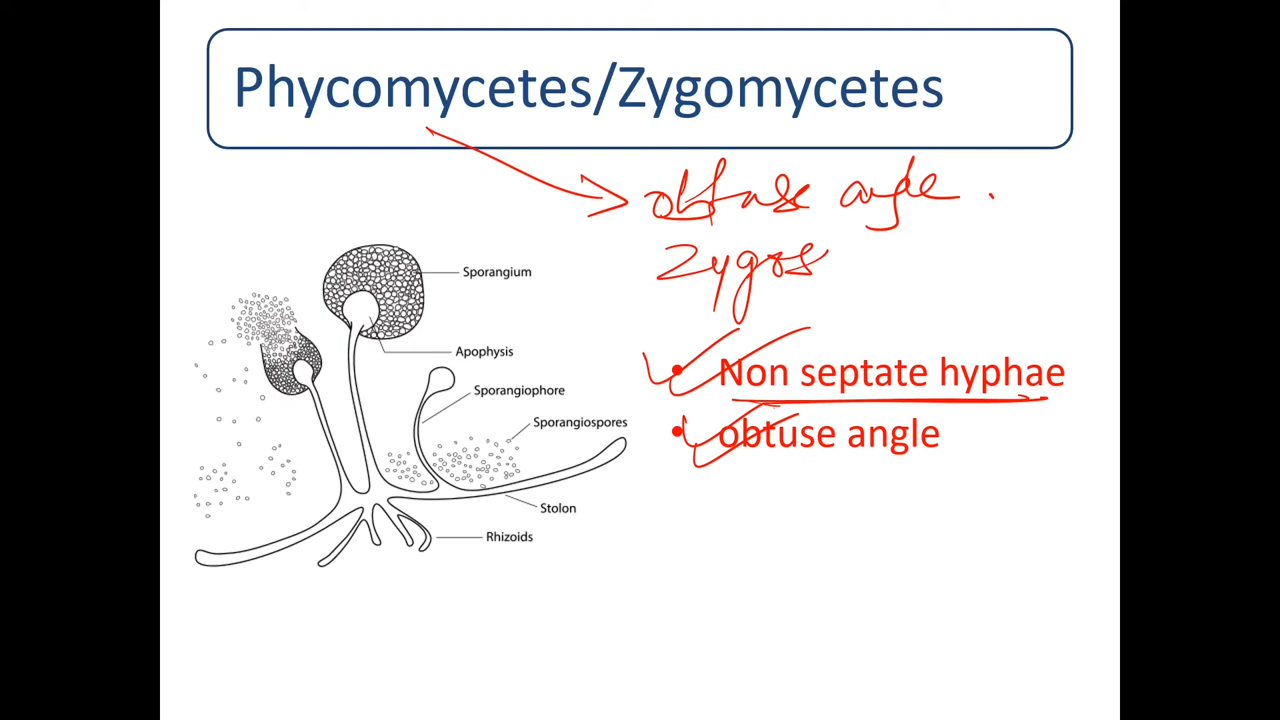 Phycomycetes/Zygomycetes
obtuse angle.
Zygos
Sporangium
Apophysis
Sporangiophore
Sporangiospores
Stolon
Rhizoids
• Non septate hyphae
• obtuse angle